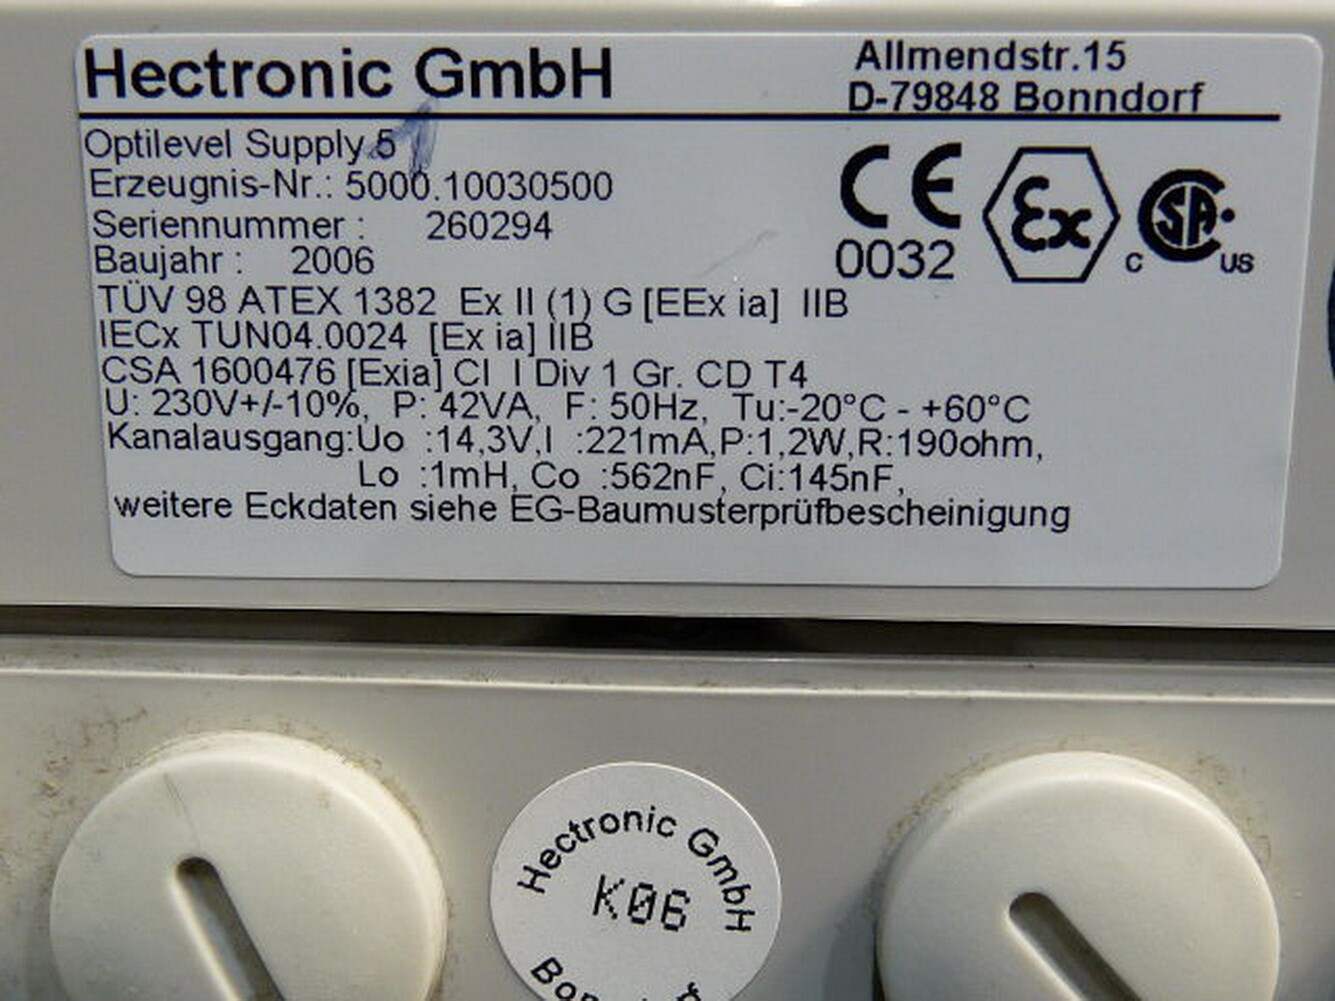 Hectronic GmbH
Allmendstr.15
D-79848 Bonndorf
Optilevel Supply 5
Erzeugnis-Nr.: 5000.10030500
Seriennummer : 260294
Baujahr : 2006
CE
0032
Ex
C SA US
TÜV 98 ATEX 1382 Ex II (1) G [EEx ia] IIB
IECx TUN04.0024 [Ex ia] IIB
CSA 1600476 [Exia] Cl I Div 1 Gr. CD T4
U: 230V+/-10%, P: 42VA, F: 50Hz, Tu:-20°C - +60°C
Kanalausgang:Uo :14,3V,I :221mA,P:1,2W,R:190ohm,
Lo :1mH, Co :562nF, Ci:145nF,
weitere Eckdaten siehe EG-Baumusterprüfbescheinigung
Hectronic GmbH
K06